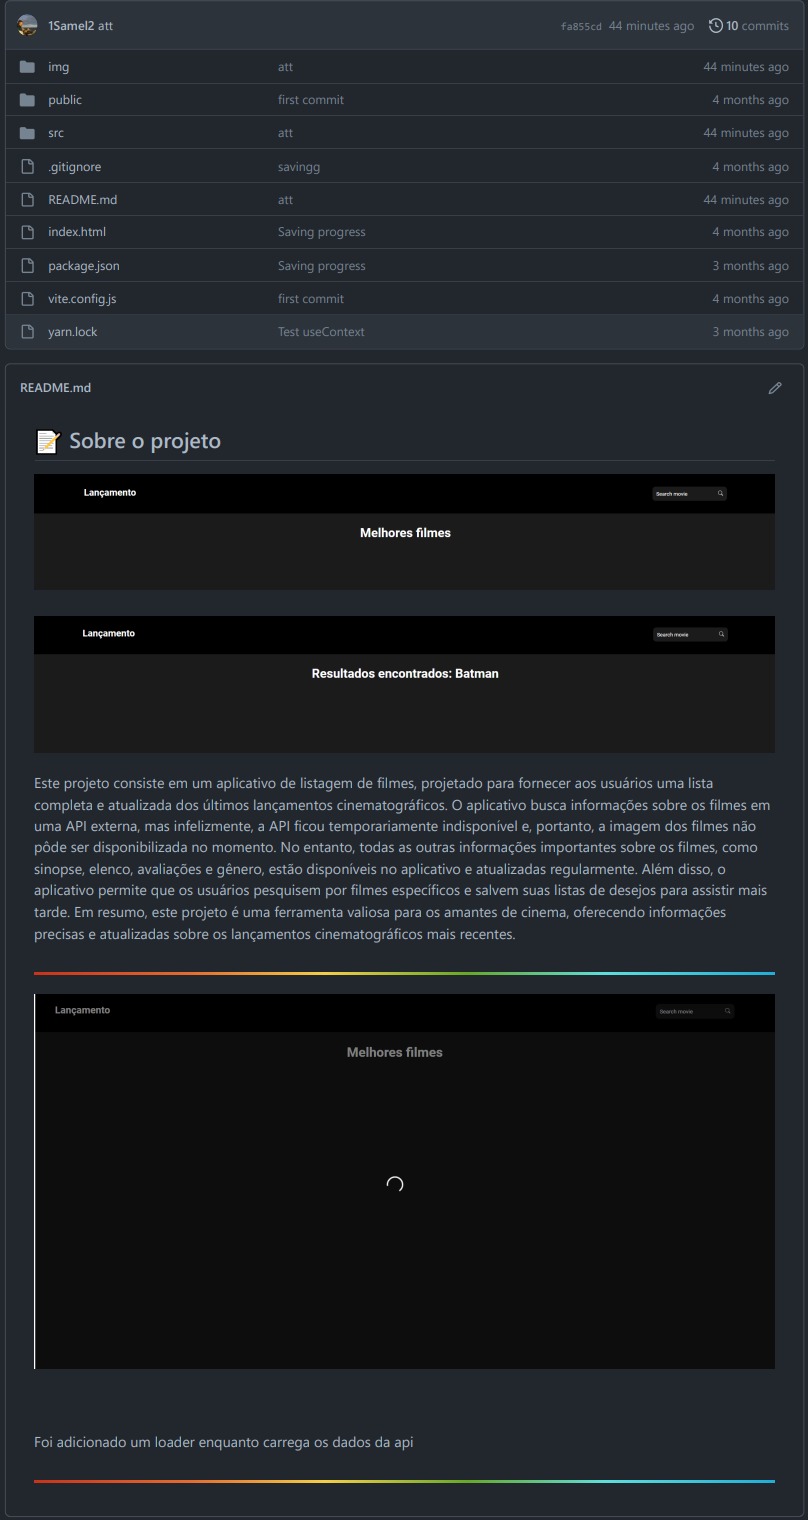 1Samel2 att fa855cd 44 minutes ago 10 commits
img att 44 minutes ago
public first commit 4 months ago
src att 44 minutes ago
.gitignore savingg 4 months ago
README.md att 44 minutes ago
index.html Saving progress 4 months ago
package.json Saving progress 3 months ago
vite.config.js first commit 4 months ago
yarn.lock Test useContext 3 months ago
README.md
Sobre o projeto
Lançamento Search movie
Melhores filmes
Lançamento Search movie
Resultados encontrados: Batman
Este projeto consiste em um aplicativo de listagem de filmes, projetado para fornecer aos usuários uma lista
completa e atualizada dos últimos lançamentos cinematográficos. O aplicativo busca informações sobre os filmes em
uma API externa, mas infelizmente, a API ficou temporariamente indisponível e, portanto, a imagem dos filmes não
pôde ser disponibilizada no momento. No entanto, todas as outras informações importantes sobre os filmes, como
sinopse, elenco, avaliações e gênero, estão disponíveis no aplicativo e atualizadas regularmente. Além disso, o
aplicativo permite que os usuários pesquisem por filmes específicos e salvem suas listas de desejos para assistir mais
tarde. Em resumo, este projeto é uma ferramenta valiosa para os amantes de cinema, oferecendo informações
precisas e atualizadas sobre os lançamentos cinematográficos mais recentes.
Lançamento Search movie
Melhores filmes
Foi adicionado um loader enquanto carrega os dados da api